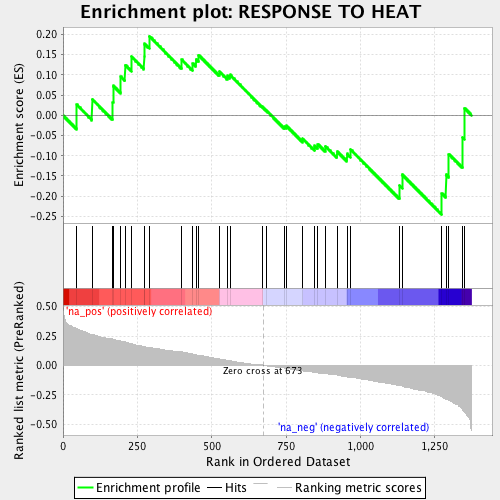 Enrichment plot: RESPONSE TO HEAT
Enrichment score (ES)
0.20
0.15
0.10
0.05
0.00
-0.05
-0.10
-0.15
-0.20
-0.25
Ranked list metric (PreRanked)
0.50
0.25
0.00
-0.25
-0.50
'na_pos' (positively correlated)
Zero cross at 673
'na_neg' (negatively correlated)
0 250 500 750 1,000 1,250
Rank in Ordered Dataset
Enrichment profile Hits Ranking metric scores